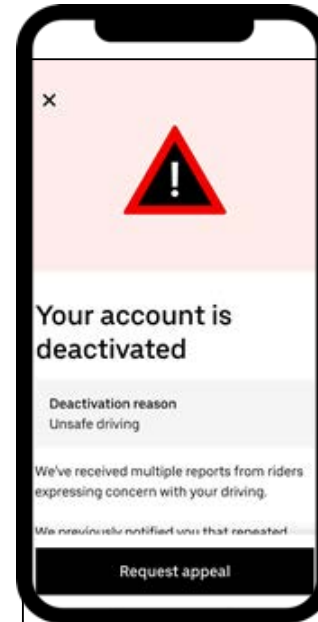 Your account is
deactivated
Deactivation reason
Unsafe driving
We've received multiple reports from riders
expressing concern with your driving.
We previously notified you that repeated
Request appeal